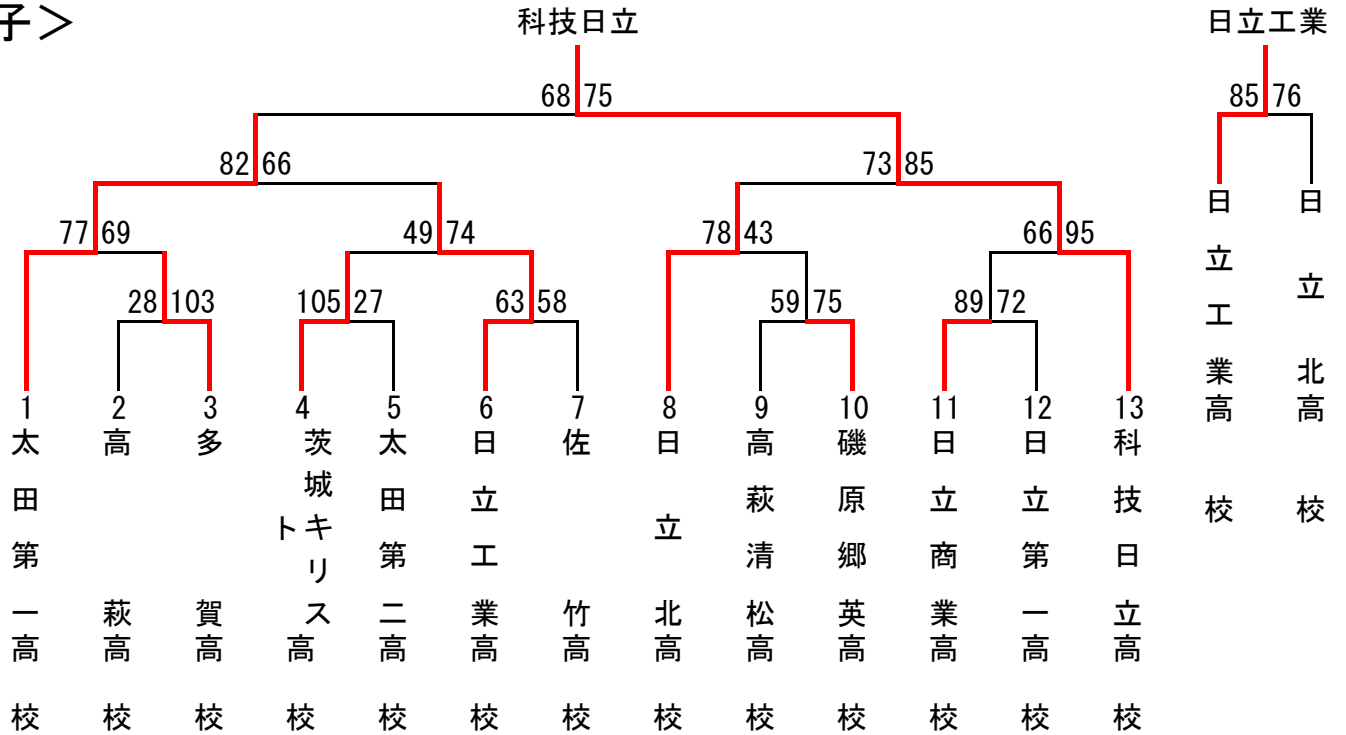 子＞
科技日立
日立工業
68 75
85 76
82 66
73 85
77 69
49 74
78 43
66 95
28 103
105 27
63 58
59 75
89 72
1
太田第一高校
2
高萩高校
3
多賀高校
4
茨城キリスト高校
5
太田第二高校
6
日立工業高校
7
佐竹高校
8
日立北高校
9
高萩清松高校
10
磯原郷英高校
11
日立商業高校
12
日立第一高校
13
科技日立高校
日立工業高校
日立北高校